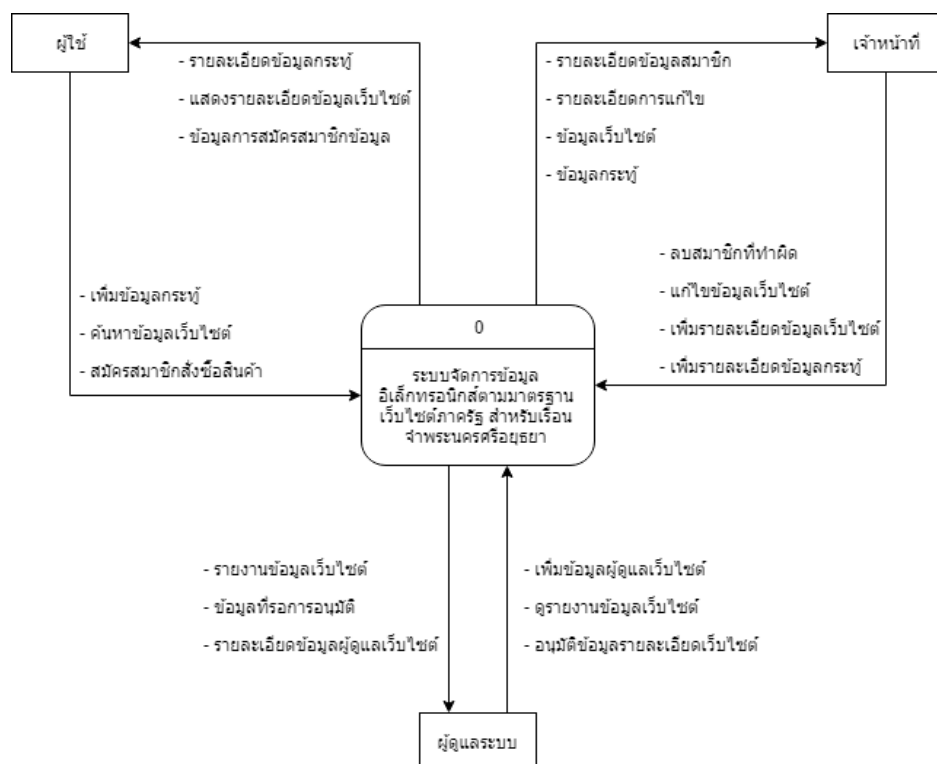 ผู้ใช้
เจ้าหน้าที่
- รายละเอียดข้อมูลกระทู้
- แสดงรายละเอียดข้อมูลเว็บไซต์
- ข้อมูลการสมัครสมาชิกข้อมูล
- รายละเอียดข้อมูลสมาชิก
- รายละเอียดการแก้ไข
- ข้อมูลเว็บไซต์
- ข้อมูลกระทู้
- เพิ่มข้อมูลกระทู้
- ค้นหาข้อมูลเว็บไซต์
- สมัครสมาชิกสั่งซื้อสินค้า
- ลบสมาชิกที่ทำผิด
- แก้ไขข้อมูลเว็บไซต์
- เพิ่มรายละเอียดข้อมูลเว็บไซต์
- เพิ่มรายละเอียดข้อมูลกระทู้
0
ระบบจัดการข้อมูล
อิเล็กทรอนิกส์ตามมาตรฐาน
เว็บไซต์ภาครัฐ สำหรับเรือน
จำพระนครศรีอยุธยา
- รายงานข้อมูลเว็บไซต์
- ข้อมูลที่รอการอนุมัติ
- รายละเอียดข้อมูลผู้ดูแลเว็บไซต์
- เพิ่มข้อมูลผู้ดูแลเว็บไซต์
- ดูรายงานข้อมูลเว็บไซต์
- อนุมัติข้อมูลรายละเอียดเว็บไซต์
ผู้ดูแลระบบ